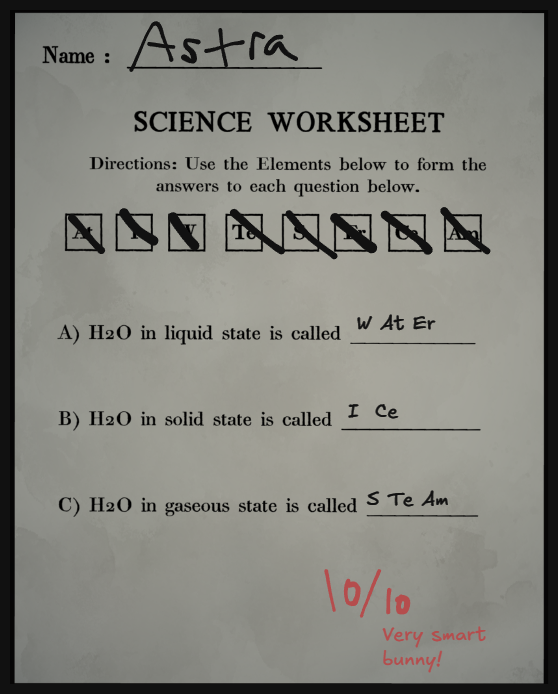 Name : Astra
SCIENCE WORKSHEET
Directions: Use the Elements below to form the
answers to each question below.
At I W Te S Er Ce Am
A) H2O in liquid state is called W At Er
B) H2O in solid state is called I Ce
C) H2O in gaseous state is called S Te Am
10/10
Very smart
bunny!